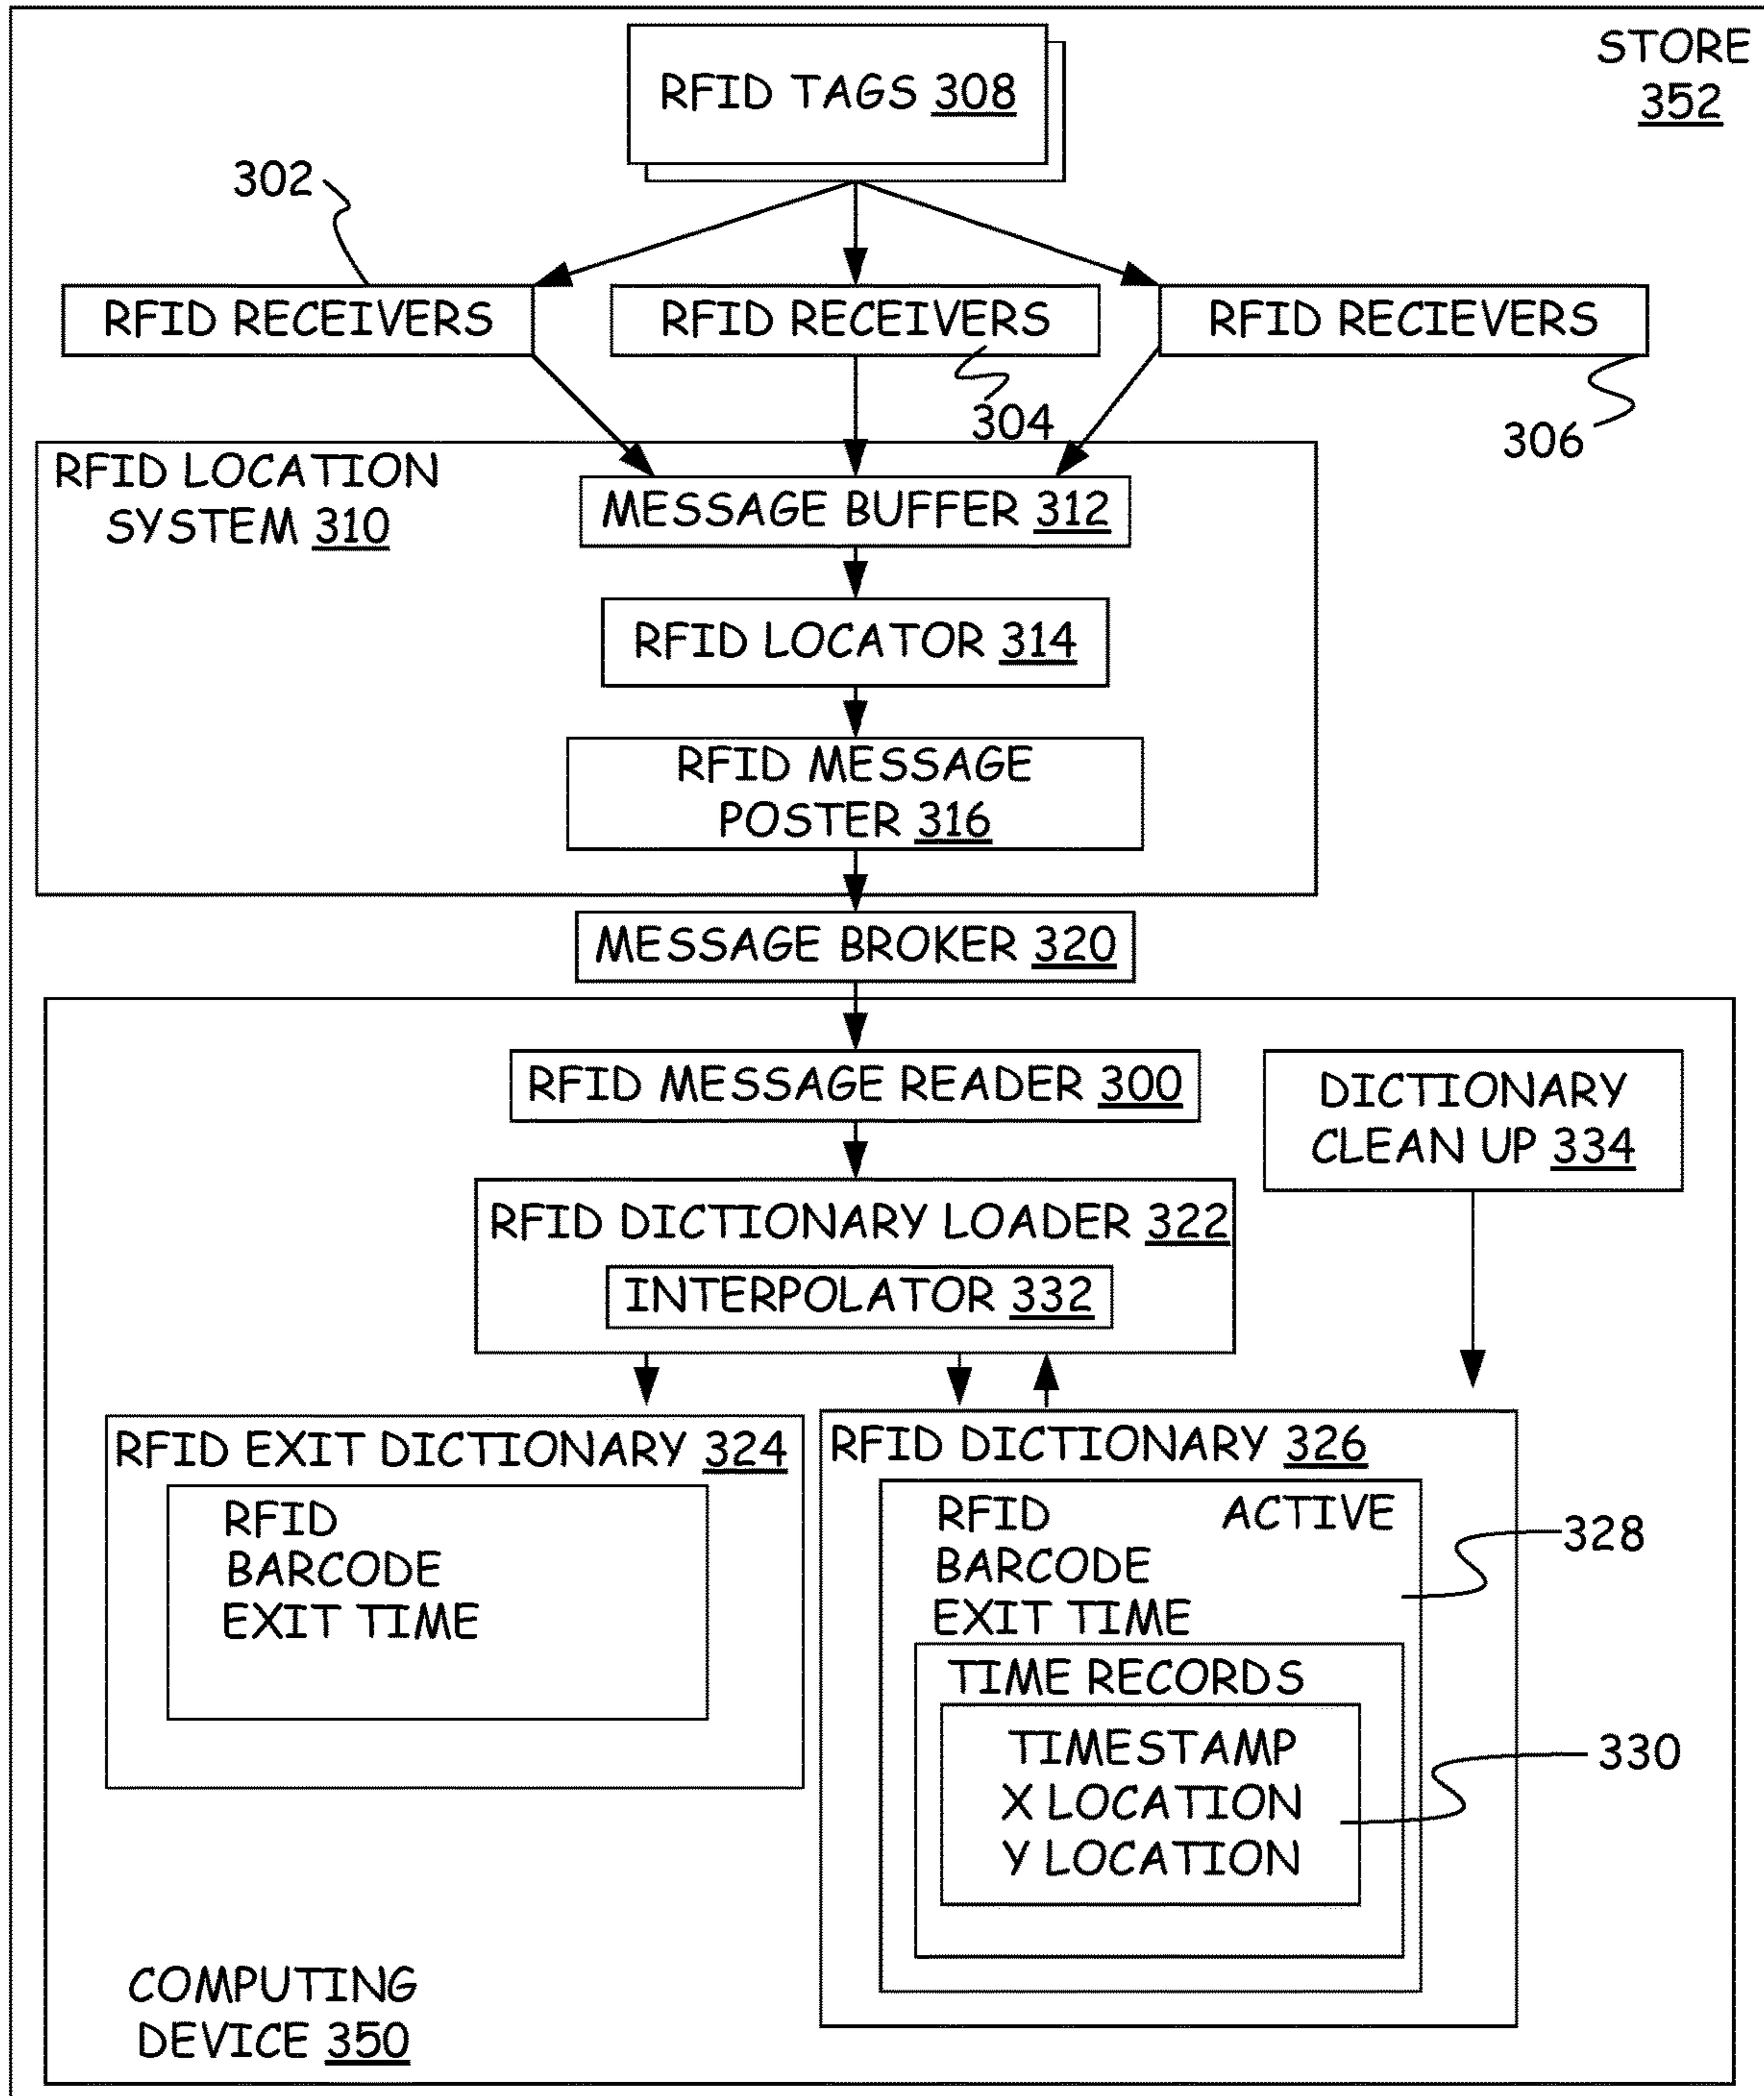 STORE
352
RFID TAGS 308
302
RFID RECEIVERS
RFID RECEIVERS
RFID RECIEVERS
304
306
RFID LOCATION
SYSTEM 310
MESSAGE BUFFER 312
RFID LOCATOR 314
RFID MESSAGE
POSTER 316
MESSAGE BROKER 320
RFID MESSAGE READER 300
DICTIONARY
CLEAN UP 334
RFID DICTIONARY LOADER 322
INTERPOLATOR 332
RFID EXIT DICTIONARY 324
RFID
BARCODE
EXIT TIME
RFID DICTIONARY 326
RFID ACTIVE
BARCODE
EXIT TIME
328
TIME RECORDS
TIMESTAMP
X LOCATION
Y LOCATION
330
COMPUTING
DEVICE 350